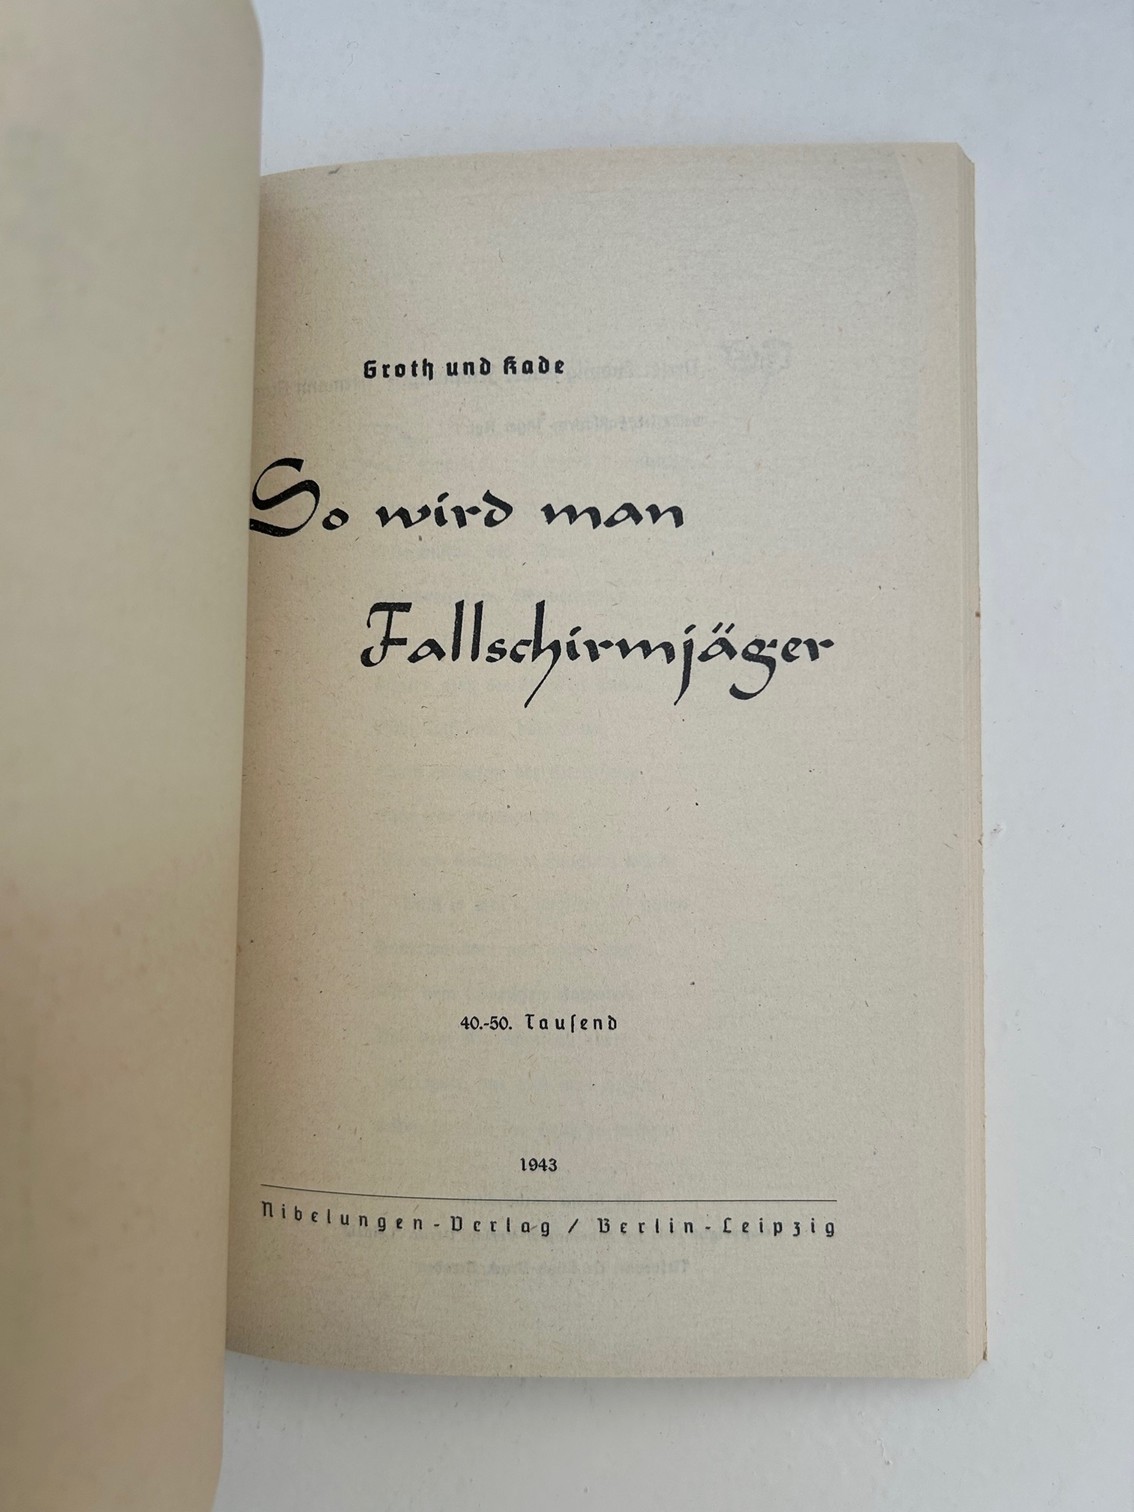 Groth und Kade
So wird man
Fallschirmjäger
40.-50. Tauſend
1943
Nibelungen-Verlag / Berlin-Leipzig